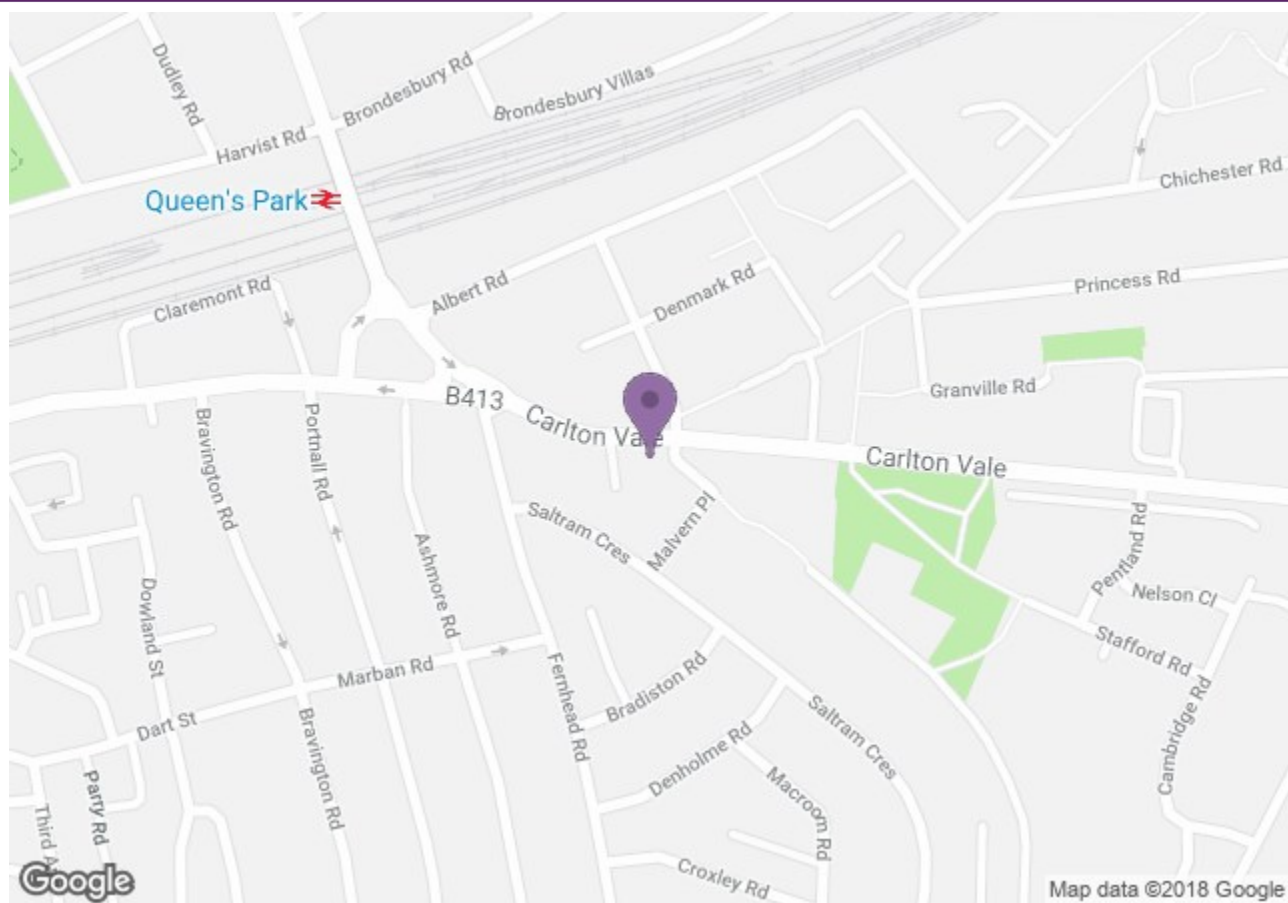 Dudley Rd
Brondesbury Rd
Brondesbury Villas
Harvist Rd
Chichester Rd
Queen's Park
Claremont Rd
Albert Rd
Denmark Rd
Princess Rd
Granville Rd
B413
Carlton Vale
Carlton Vale
Bravington Rd
Portnall Rd
Ashmore Rd
Saltram Cres
Malvern Pl
Pentland Rd
Nelson Cl
Stafford Rd
Dowland St
Marban Rd
Fernhead Rd
Bradiston Rd
Saltram Cres
Cambridge Rd
Dart St
Bravington Rd
Denholme Rd
Macroom Rd
Parry Rd
Third A
Croxley Rd
Google
Map data ©2018 Google